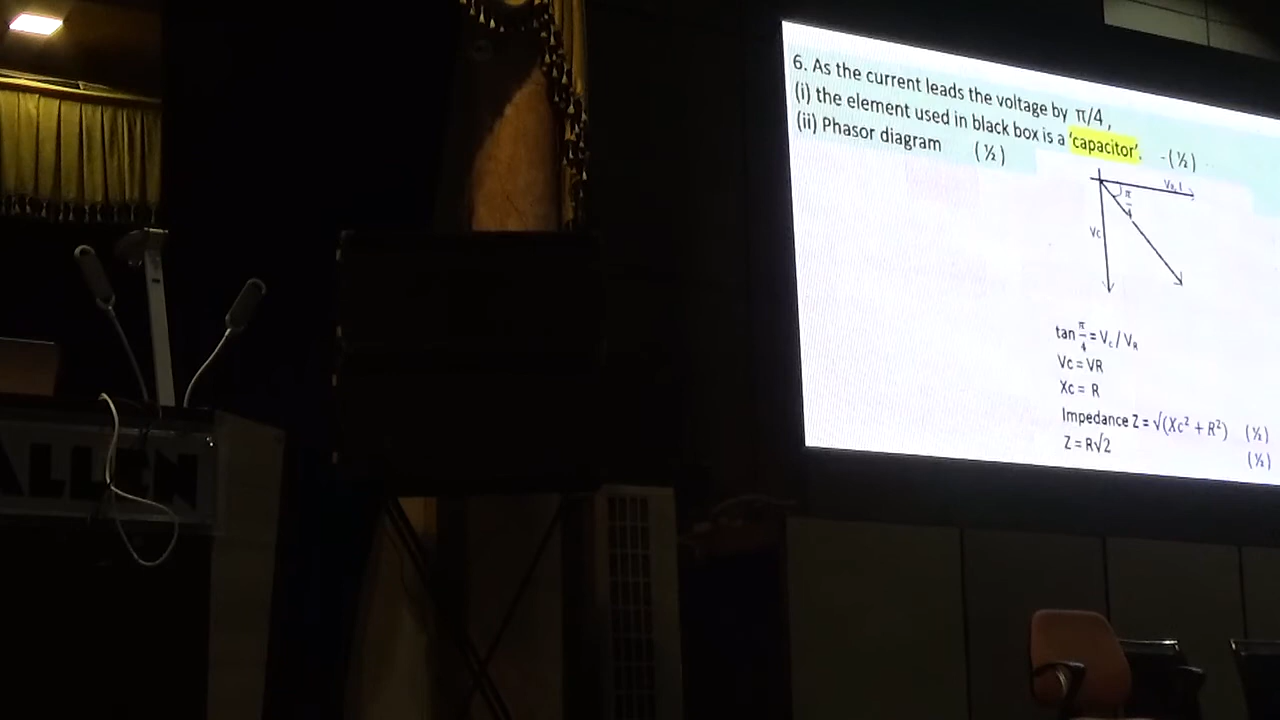 6. As the current leads the voltage by π/4,
(i) the element used in black box is a 'capacitor'. -(½)
(ii) Phasor diagram (½)
VR, I
π/4
Vc
tan π/4 = Vc / VR
Vc = VR
Xc = R
Impedance Z = √(Xc² + R²) (½)
Z = R√2 (½)
ALLEN